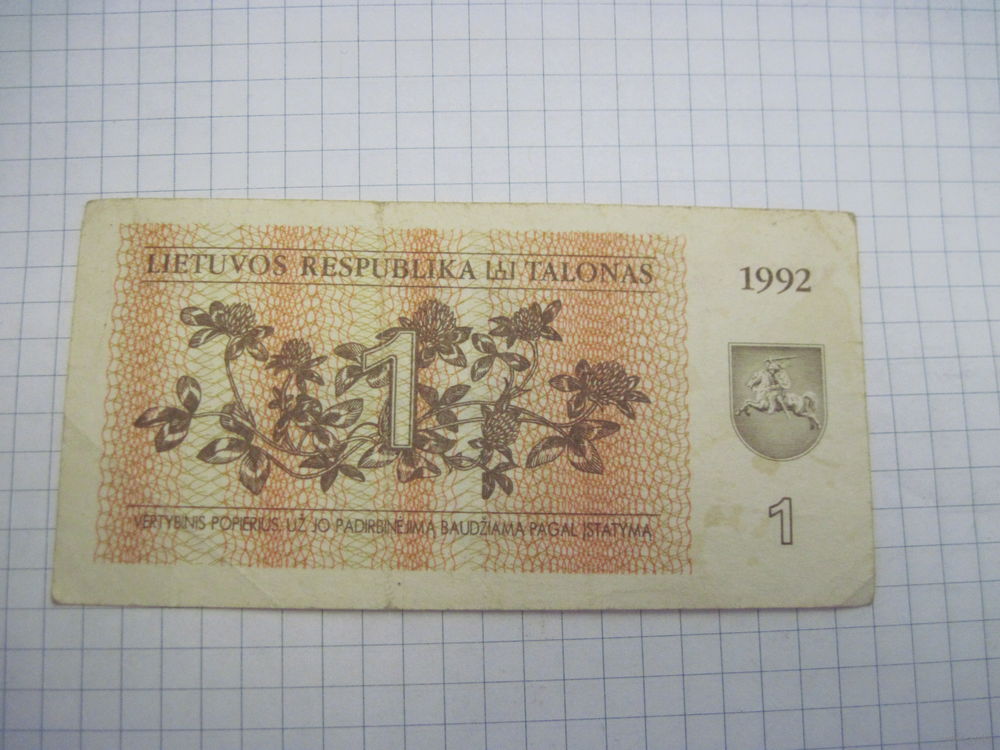 LIETUVOS RESPUBLIKA TALONAS
1992
1
VERTYBINIS POPIERIUS, UŽ JO PADIRBINĖJIMĄ BAUDŽIAMA PAGAL ĮSTATYMĄ
1